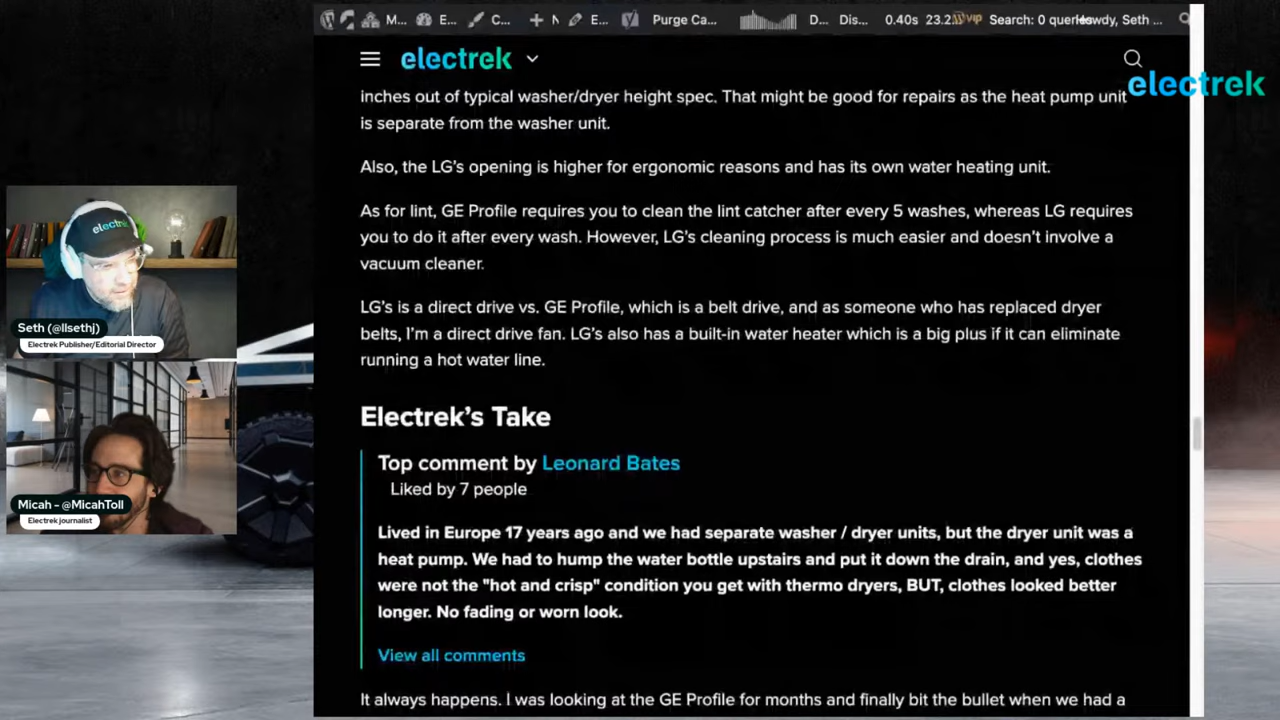 M... E... C... N E... Purge Ca... D... Dis... 0.40s VIP Search: 0 queries Howdy, Seth ...
electrek
electrek
inches out of typical washer/dryer height spec. That might be good for repairs as the heat pump unit
is separate from the washer unit.
Also, the LG's opening is higher for ergonomic reasons and has its own water heating unit.
As for lint, GE Profile requires you to clean the lint catcher after every 5 washes, whereas LG requires
you to do it after every wash. However, LG's cleaning process is much easier and doesn't involve a
vacuum cleaner.
LG's is a direct drive vs. GE Profile, which is a belt drive, and as someone who has replaced dryer
belts, I'm a direct drive fan. LG's also has a built-in water heater which is a big plus if it can eliminate
running a hot water line.
Electrek's Take
Top comment by Leonard Bates
Liked by 7 people
Lived in Europe 17 years ago and we had separate washer / dryer units, but the dryer unit was a
heat pump. We had to hump the water bottle upstairs and put it down the drain, and yes, clothes
were not the "hot and crisp" condition you get with thermo dryers, BUT, clothes looked better
longer. No fading or worn look.
View all comments
It always happens. I was looking at the GE Profile for months and finally bit the bullet when we had a
electrek
Seth (@llsethj)
Electrek Publisher/Editorial Director
Micah - @MicahToll
Electrek journalist